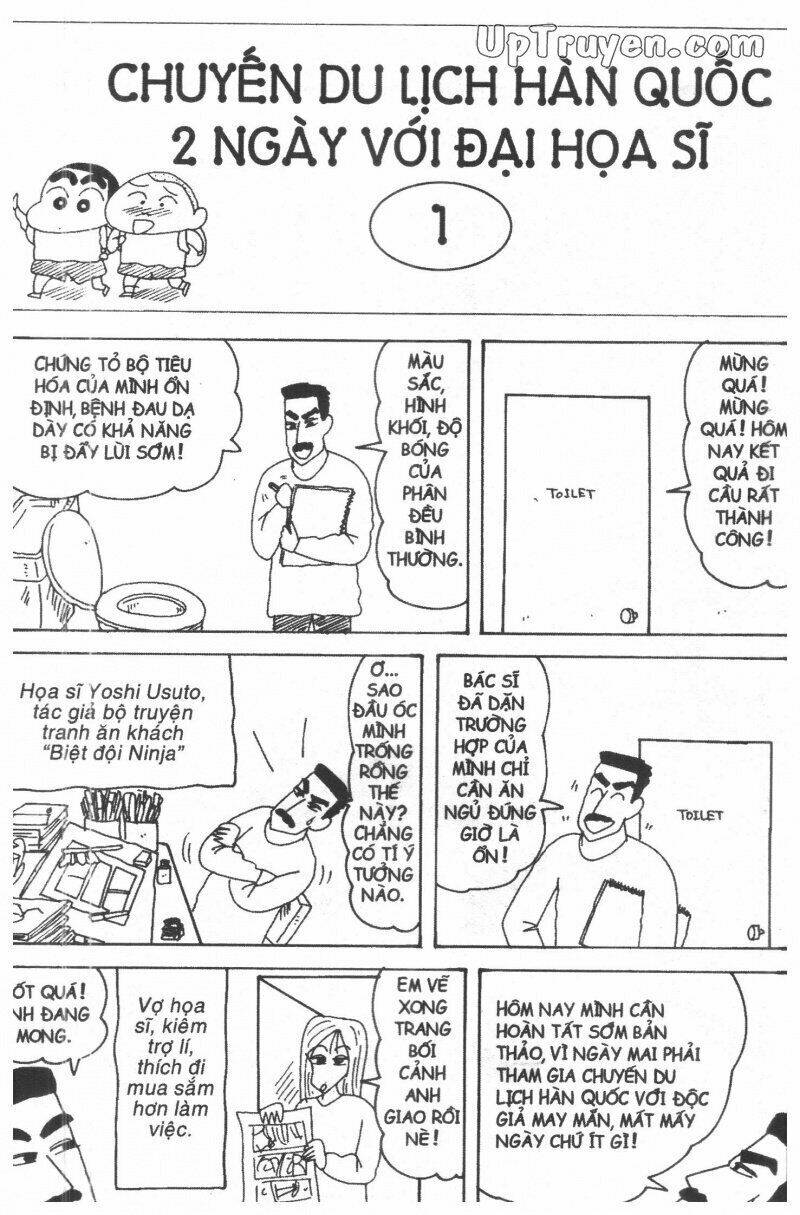 UpTruyen.com
CHUYẾN DU LỊCH HÀN QUỐC
2 NGÀY VỚI ĐẠI HỌA SĨ
1
MỪNG
QUÁ!
MỪNG
QUÁ! HÔM
NAY KẾT
QUẢ ĐI
CẦU RẤT
THÀNH
CÔNG!
TOILET
MÀU
SẮC,
HÌNH
KHỐI, ĐỘ
BÓNG
CỦA
PHÂN
ĐỀU
BÌNH
THƯỜNG.
CHỨNG TỎ BỘ TIÊU
HÓA CỦA MÌNH ỔN
ĐỊNH, BỆNH ĐAU DẠ
DÀY CÓ KHẢ NĂNG
BỊ ĐẨY LÙI SỚM!
BÁC SĨ
ĐÃ DẶN
TRƯỜNG
HỢP CỦA
MÌNH CHỈ
CẦN ĂN
NGỦ ĐÚNG
GIỜ LÀ
ỔN!
TOILET
Ơ...
SAO
ĐẦU ÓC
MÌNH
TRỐNG
RỖNG
THẾ
NÀY?
CHẲNG
CÓ TÍ Ý
TƯỞNG
NÀO.
Họa sĩ Yoshi Usuto,
tác giả bộ truyện
tranh ăn khách
“Biệt đội Ninja”
HÔM NAY MÌNH CẦN
HOÀN TẤT SỚM BẢN
THẢO, VÌ NGÀY MAI PHẢI
THAM GIA CHUYẾN DU
LỊCH HÀN QUỐC VỚI ĐỘC
GIẢ MAY MẮN, MẤT MẤY
NGÀY CHỨ ÍT GÌ!
EM VẼ
XONG
TRANG
BỐI
CẢNH
ANH
GIAO RỒI
NÈ!
Vợ họa
sĩ, kiêm
trợ lí,
thích đi
mua sắm
hơn làm
việc.
ỐT QUÁ!
NH ĐANG
MONG.